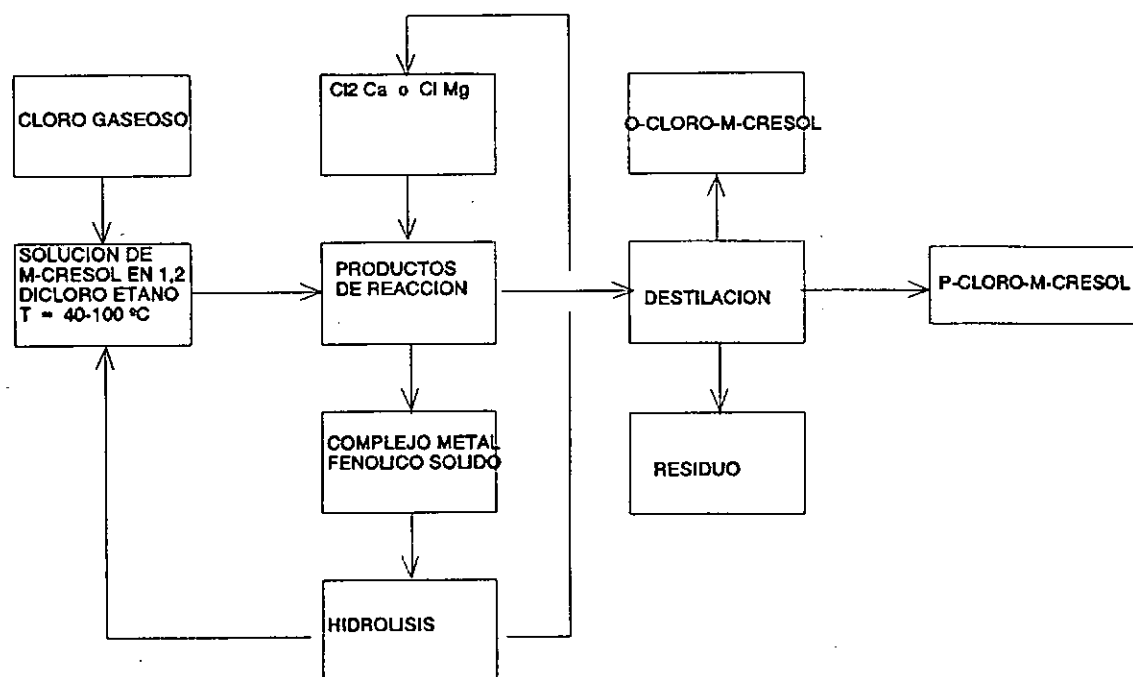 CLORO GASEOSO
Cl2 Ca o Cl Mg
O-CLORO-M-CRESOL
SOLUCION DE
M-CRESOL EN 1,2
DICLORO ETANO
T = 40-100 ºC
PRODUCTOS
DE REACCION
DESTILACION
P-CLORO-M-CRESOL
COMPLEJO METAL
FENOLICO SOLIDO
RESIDUO
HIDROLISIS